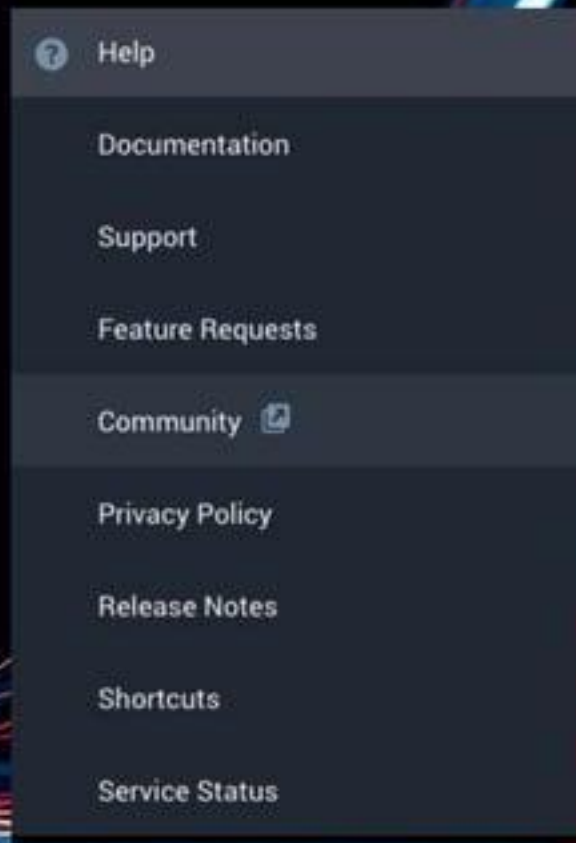 Help
Documentation
Support
Feature Requests
Community
Privacy Policy
Release Notes
Shortcuts
Service Status